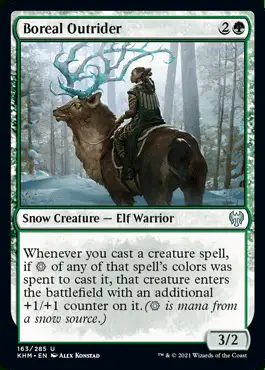 Boreal Outrider 2
Snow Creature — Elf Warrior
Whenever you cast a creature spell,
if of any of that spell's colors was
spent to cast it, that creature enters
the battlefield with an additional
+1/+1 counter on it. ( is mana from
a snow source.)
3/2
163/285 U
KHM • EN ALEX KONSTAD
™ & © 2021 Wizards of the Coast